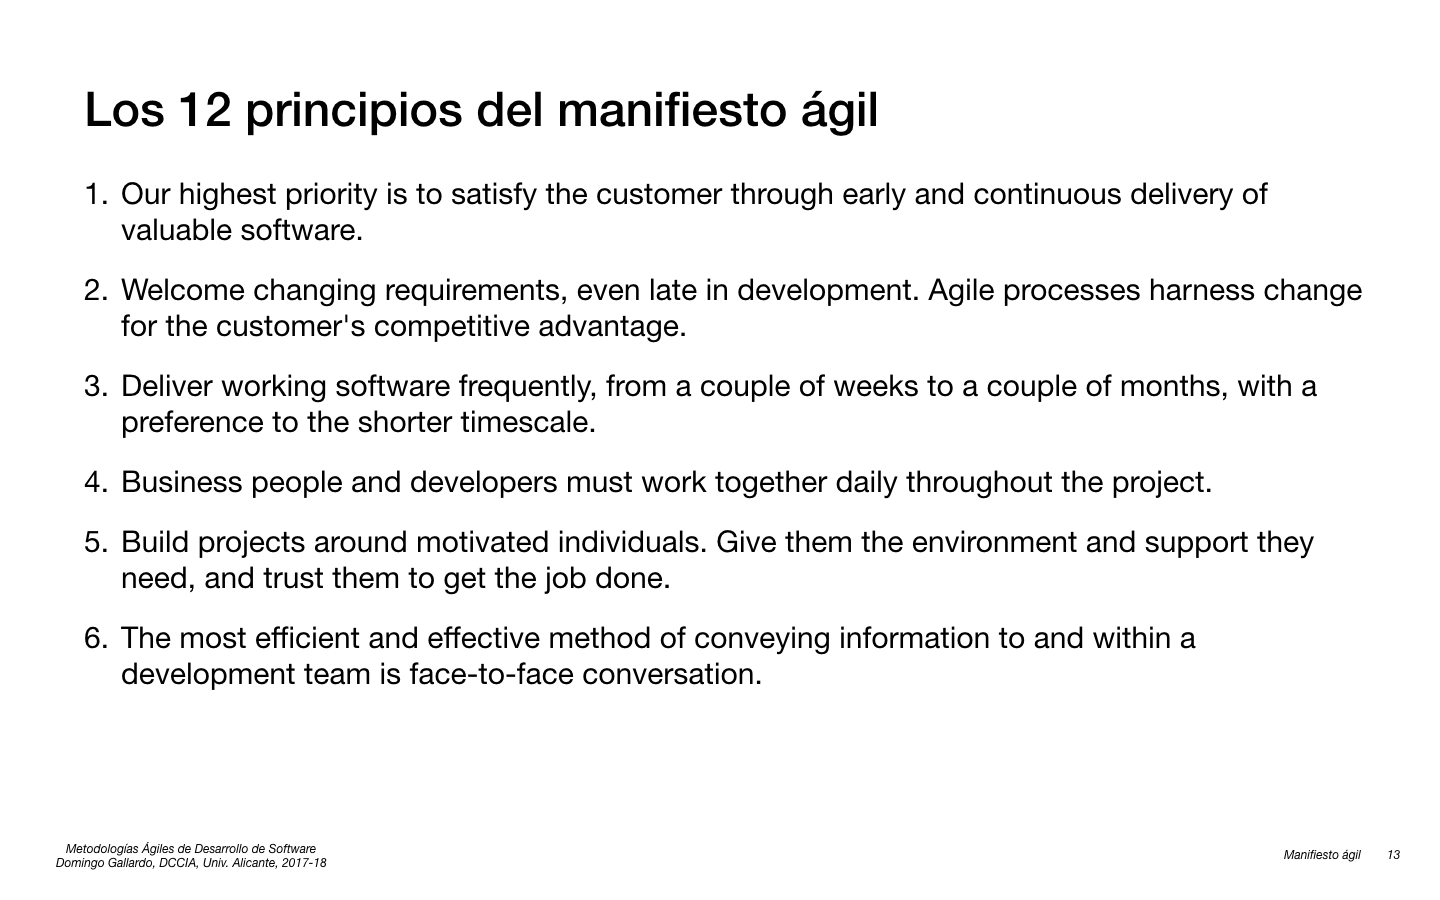 Los 12 principios del manifiesto ágil
1. Our highest priority is to satisfy the customer through early and continuous delivery of
valuable software.
2. Welcome changing requirements, even late in development. Agile processes harness change
for the customer's competitive advantage.
3. Deliver working software frequently, from a couple of weeks to a couple of months, with a
preference to the shorter timescale.
4. Business people and developers must work together daily throughout the project.
5. Build projects around motivated individuals. Give them the environment and support they
need, and trust them to get the job done.
6. The most efficient and effective method of conveying information to and within a
development team is face-to-face conversation.
Metodologías Ágiles de Desarrollo de Software
Domingo Gallardo, DCCIA, Univ. Alicante, 2017-18
Manifiesto ágil 13